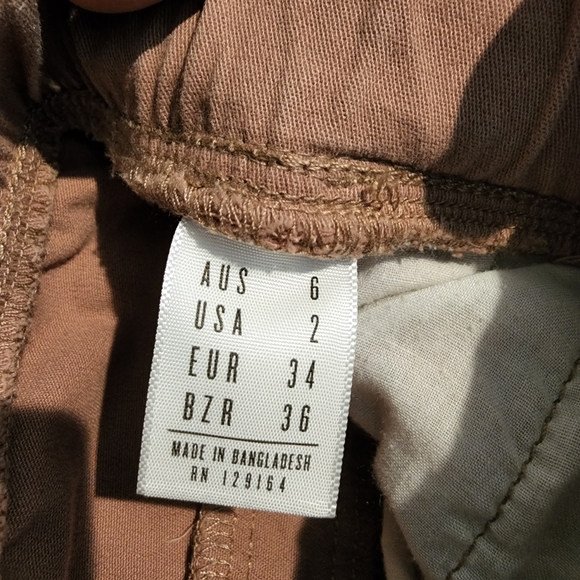 AUS 6
USA 2
EUR 34
BZR 36
MADE IN BANGLADESH
RN 129164